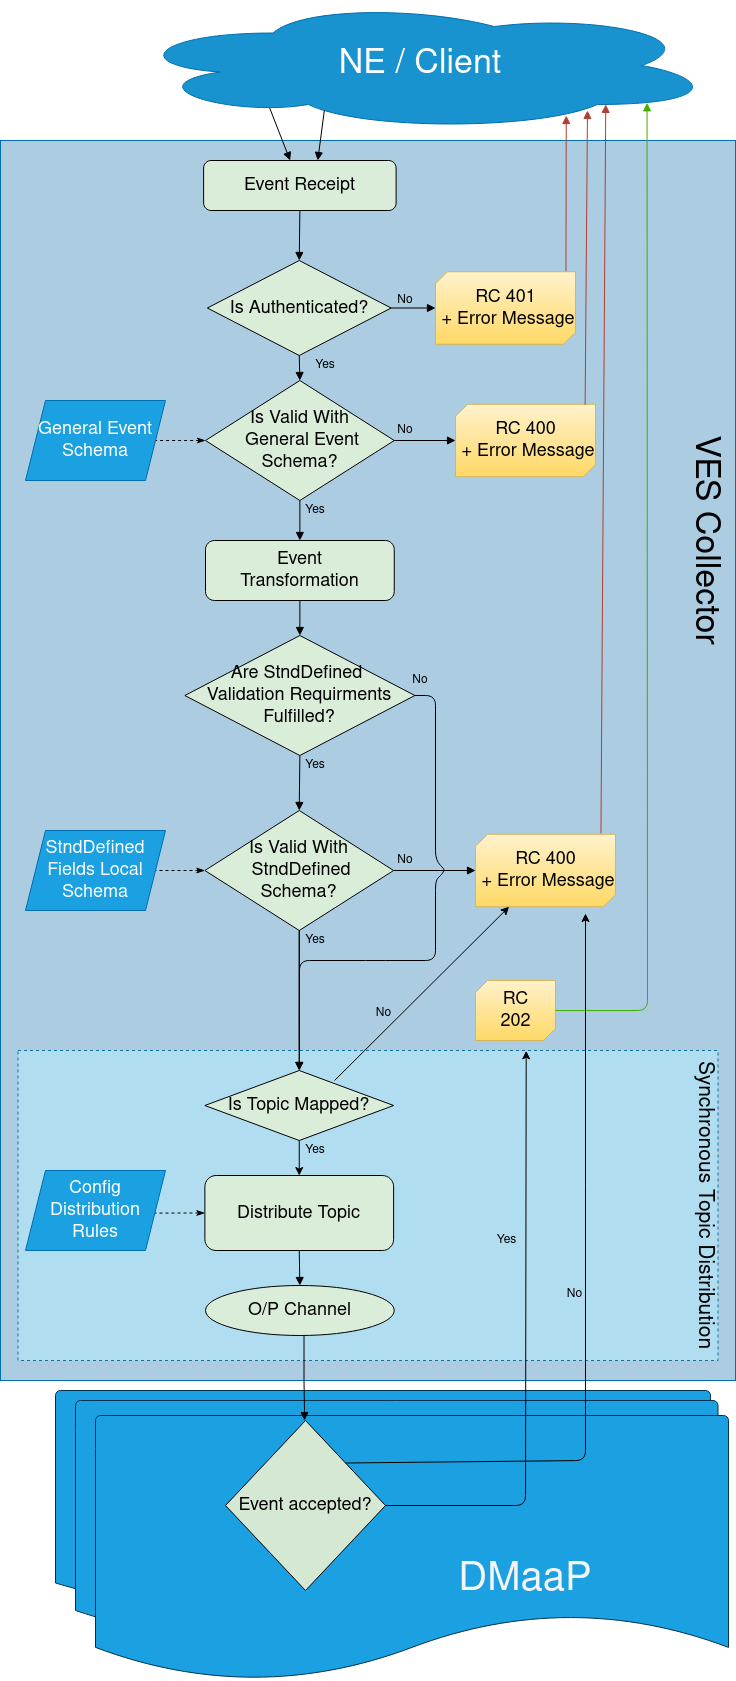 NE / Client
Event Receipt
Is Authenticated?
No
RC 401
+ Error Message
Yes
General Event
Schema
Is Valid With
General Event
Schema?
No
RC 400
+ Error Message
VES Collector
Yes
Event
Transformation
Are StndDefined
Validation Requirments
Fulfilled?
No
Yes
StndDefined
Fields Local
Schema
Is Valid With
StndDefined
Schema?
No
RC 400
+ Error Message
Yes
No
RC
202
Synchronous Topic Distribution
Is Topic Mapped?
Yes
Config
Distribution
Rules
Distribute Topic
Yes
No
O/P Channel
Event accepted?
DMaaP